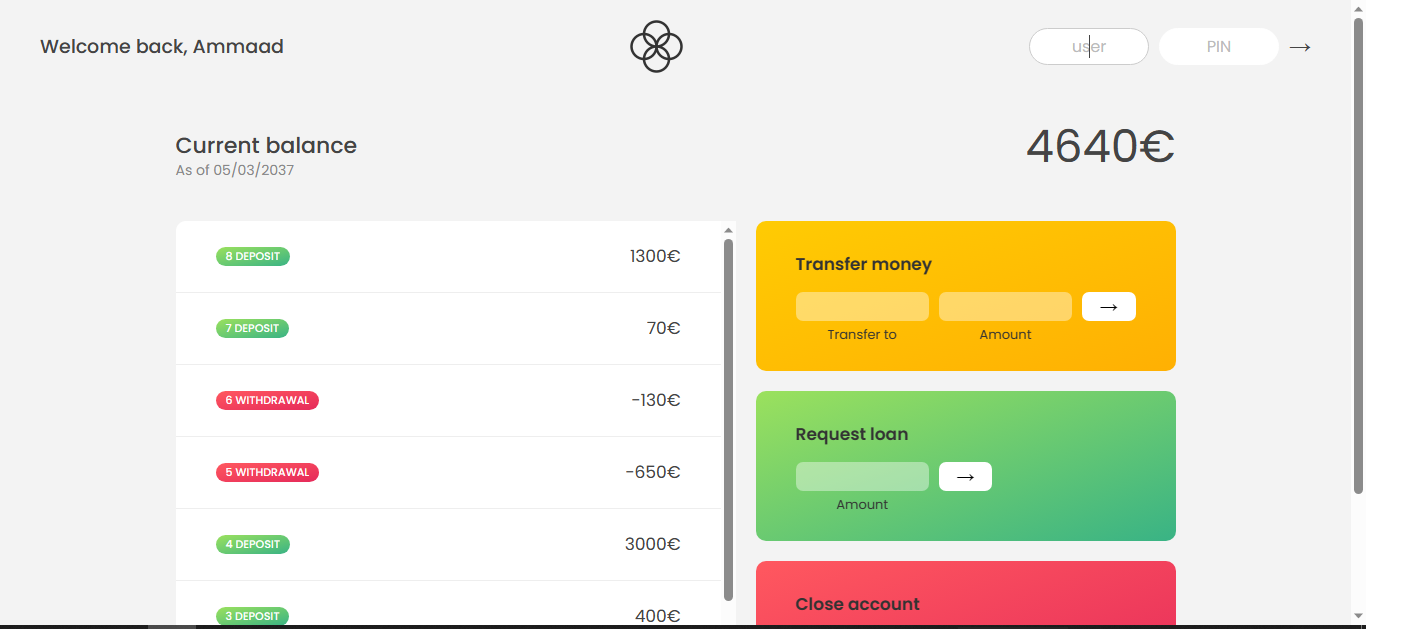 Welcome back, Ammaad
user
PIN
→
Current balance
As of 05/03/2037
4640€
8 DEPOSIT 1300€
7 DEPOSIT 70€
6 WITHDRAWAL -130€
5 WITHDRAWAL -650€
4 DEPOSIT 3000€
3 DEPOSIT 400€
Transfer money
→
Transfer to Amount
Request loan
→
Amount
Close account